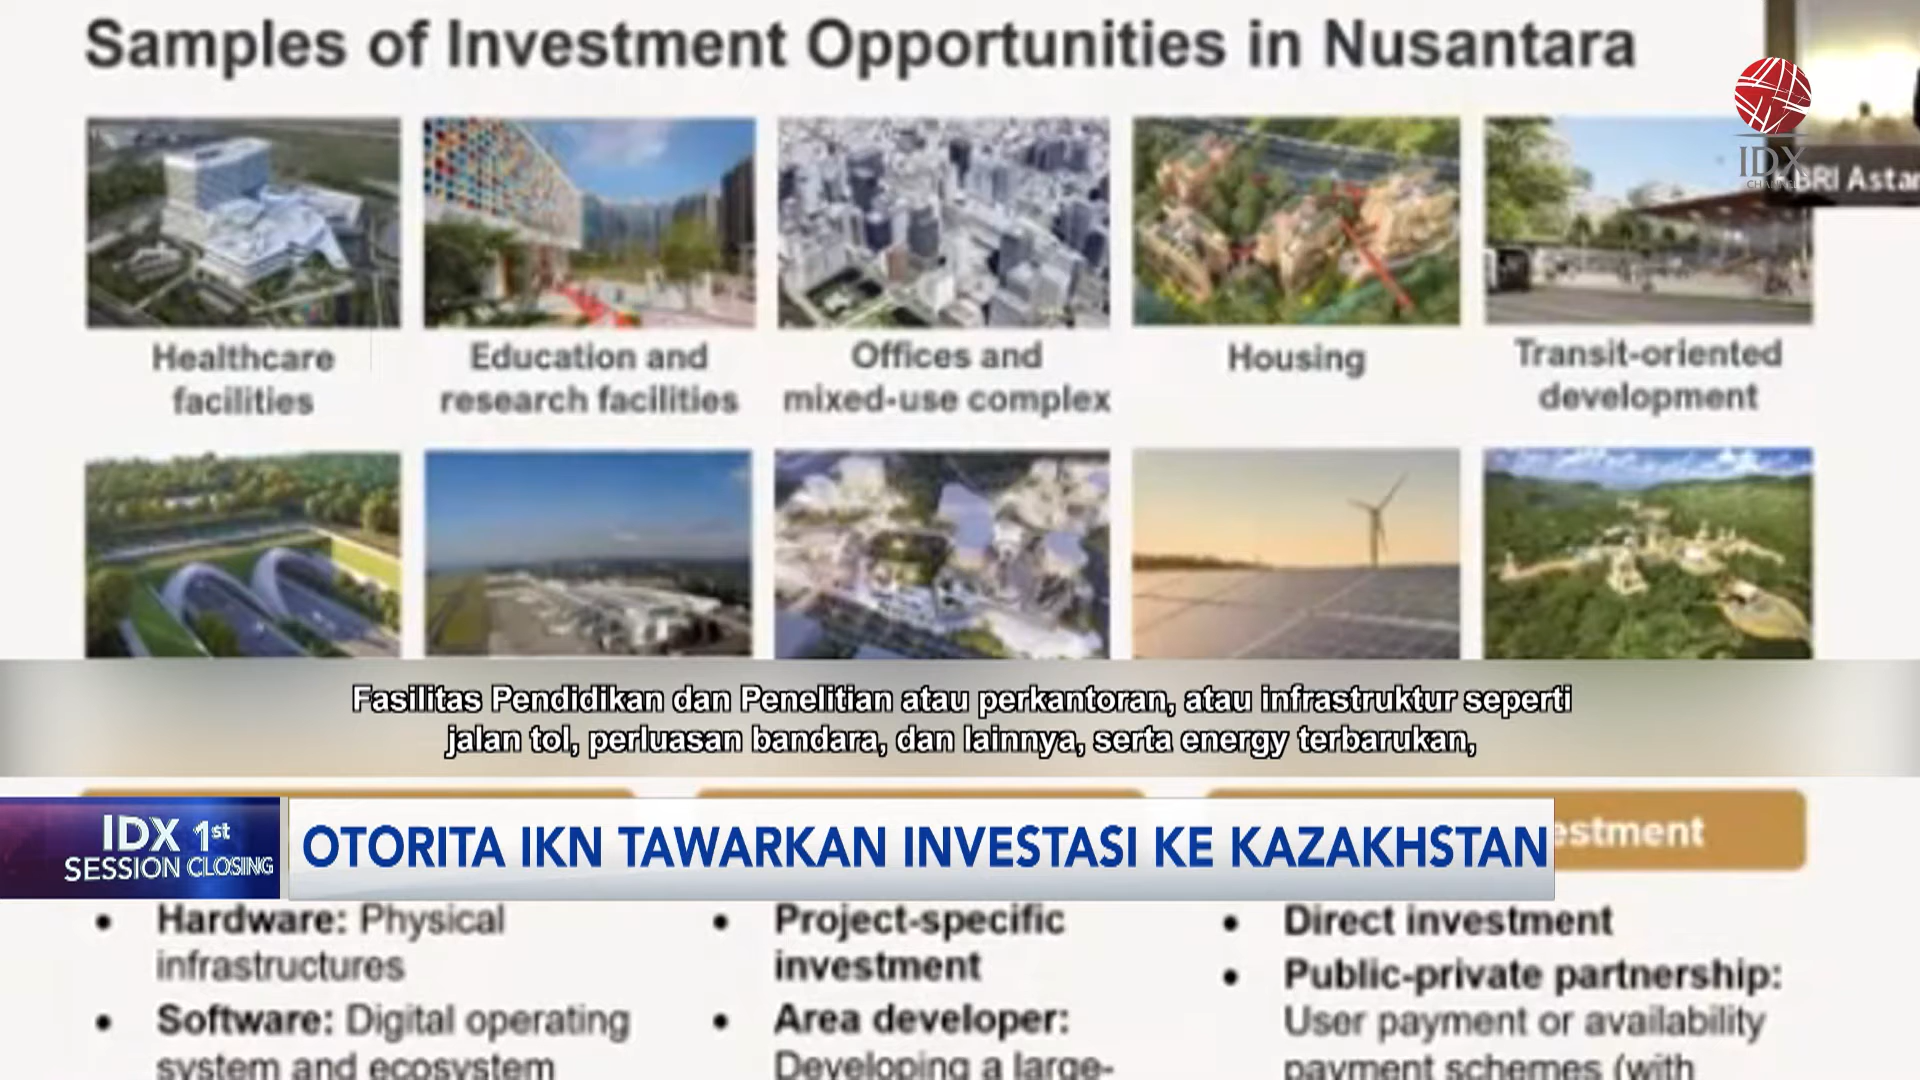 Samples of Investment Opportunities in Nusantara
IDX
CHANNEL
KBRI Astan
Healthcare
facilities
Education and
research facilities
Offices and
mixed-use complex
Housing
Transit-oriented
development
Fasilitas Pendidikan dan Penelitian atau perkantoran, atau infrastruktur seperti
jalan tol, perluasan bandara, dan lainnya, serta energy terbarukan,
IDX 1st
SESSION CLOSING
OTORITA IKN TAWARKAN INVESTASI KE KAZAKHSTAN
estment
• Hardware: Physical
infrastructures
• Software: Digital operating
system and ecosystem
• Project-specific
investment
• Area developer:
Developing a large-
• Direct investment
• Public-private partnership:
User payment or availability
payment schemes (with